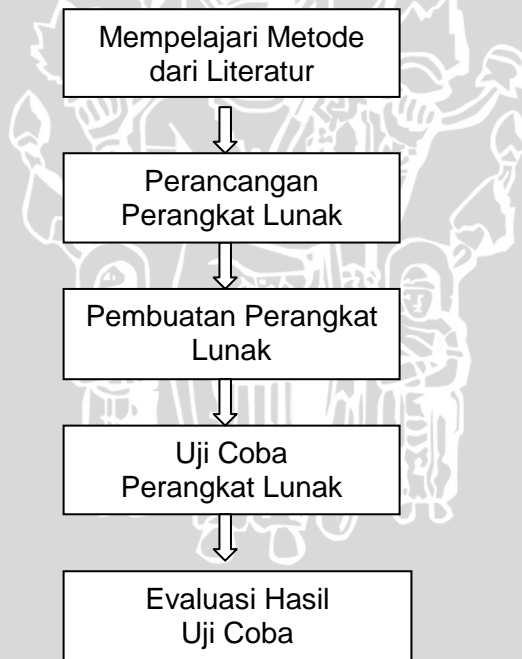 Mempelajari Metode
dari Literatur
Perancangan
Perangkat Lunak
Pembuatan Perangkat
Lunak
Uji Coba
Perangkat Lunak
Evaluasi Hasil
Uji Coba